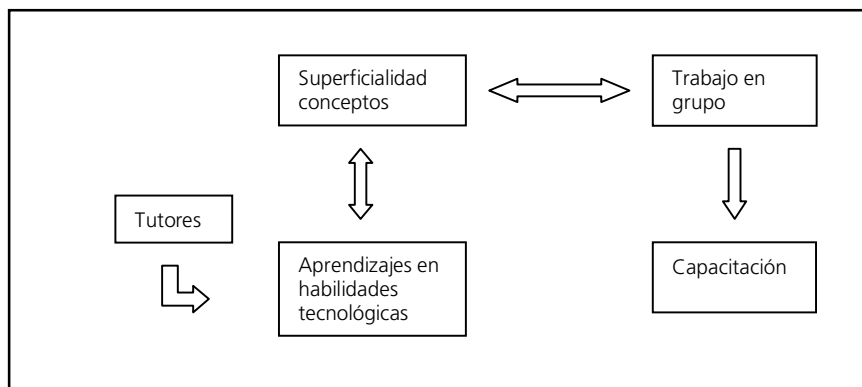 Superficialidad
conceptos
Trabajo en
grupo
Tutores
Aprendizajes en
habilidades
tecnológicas
Capacitación